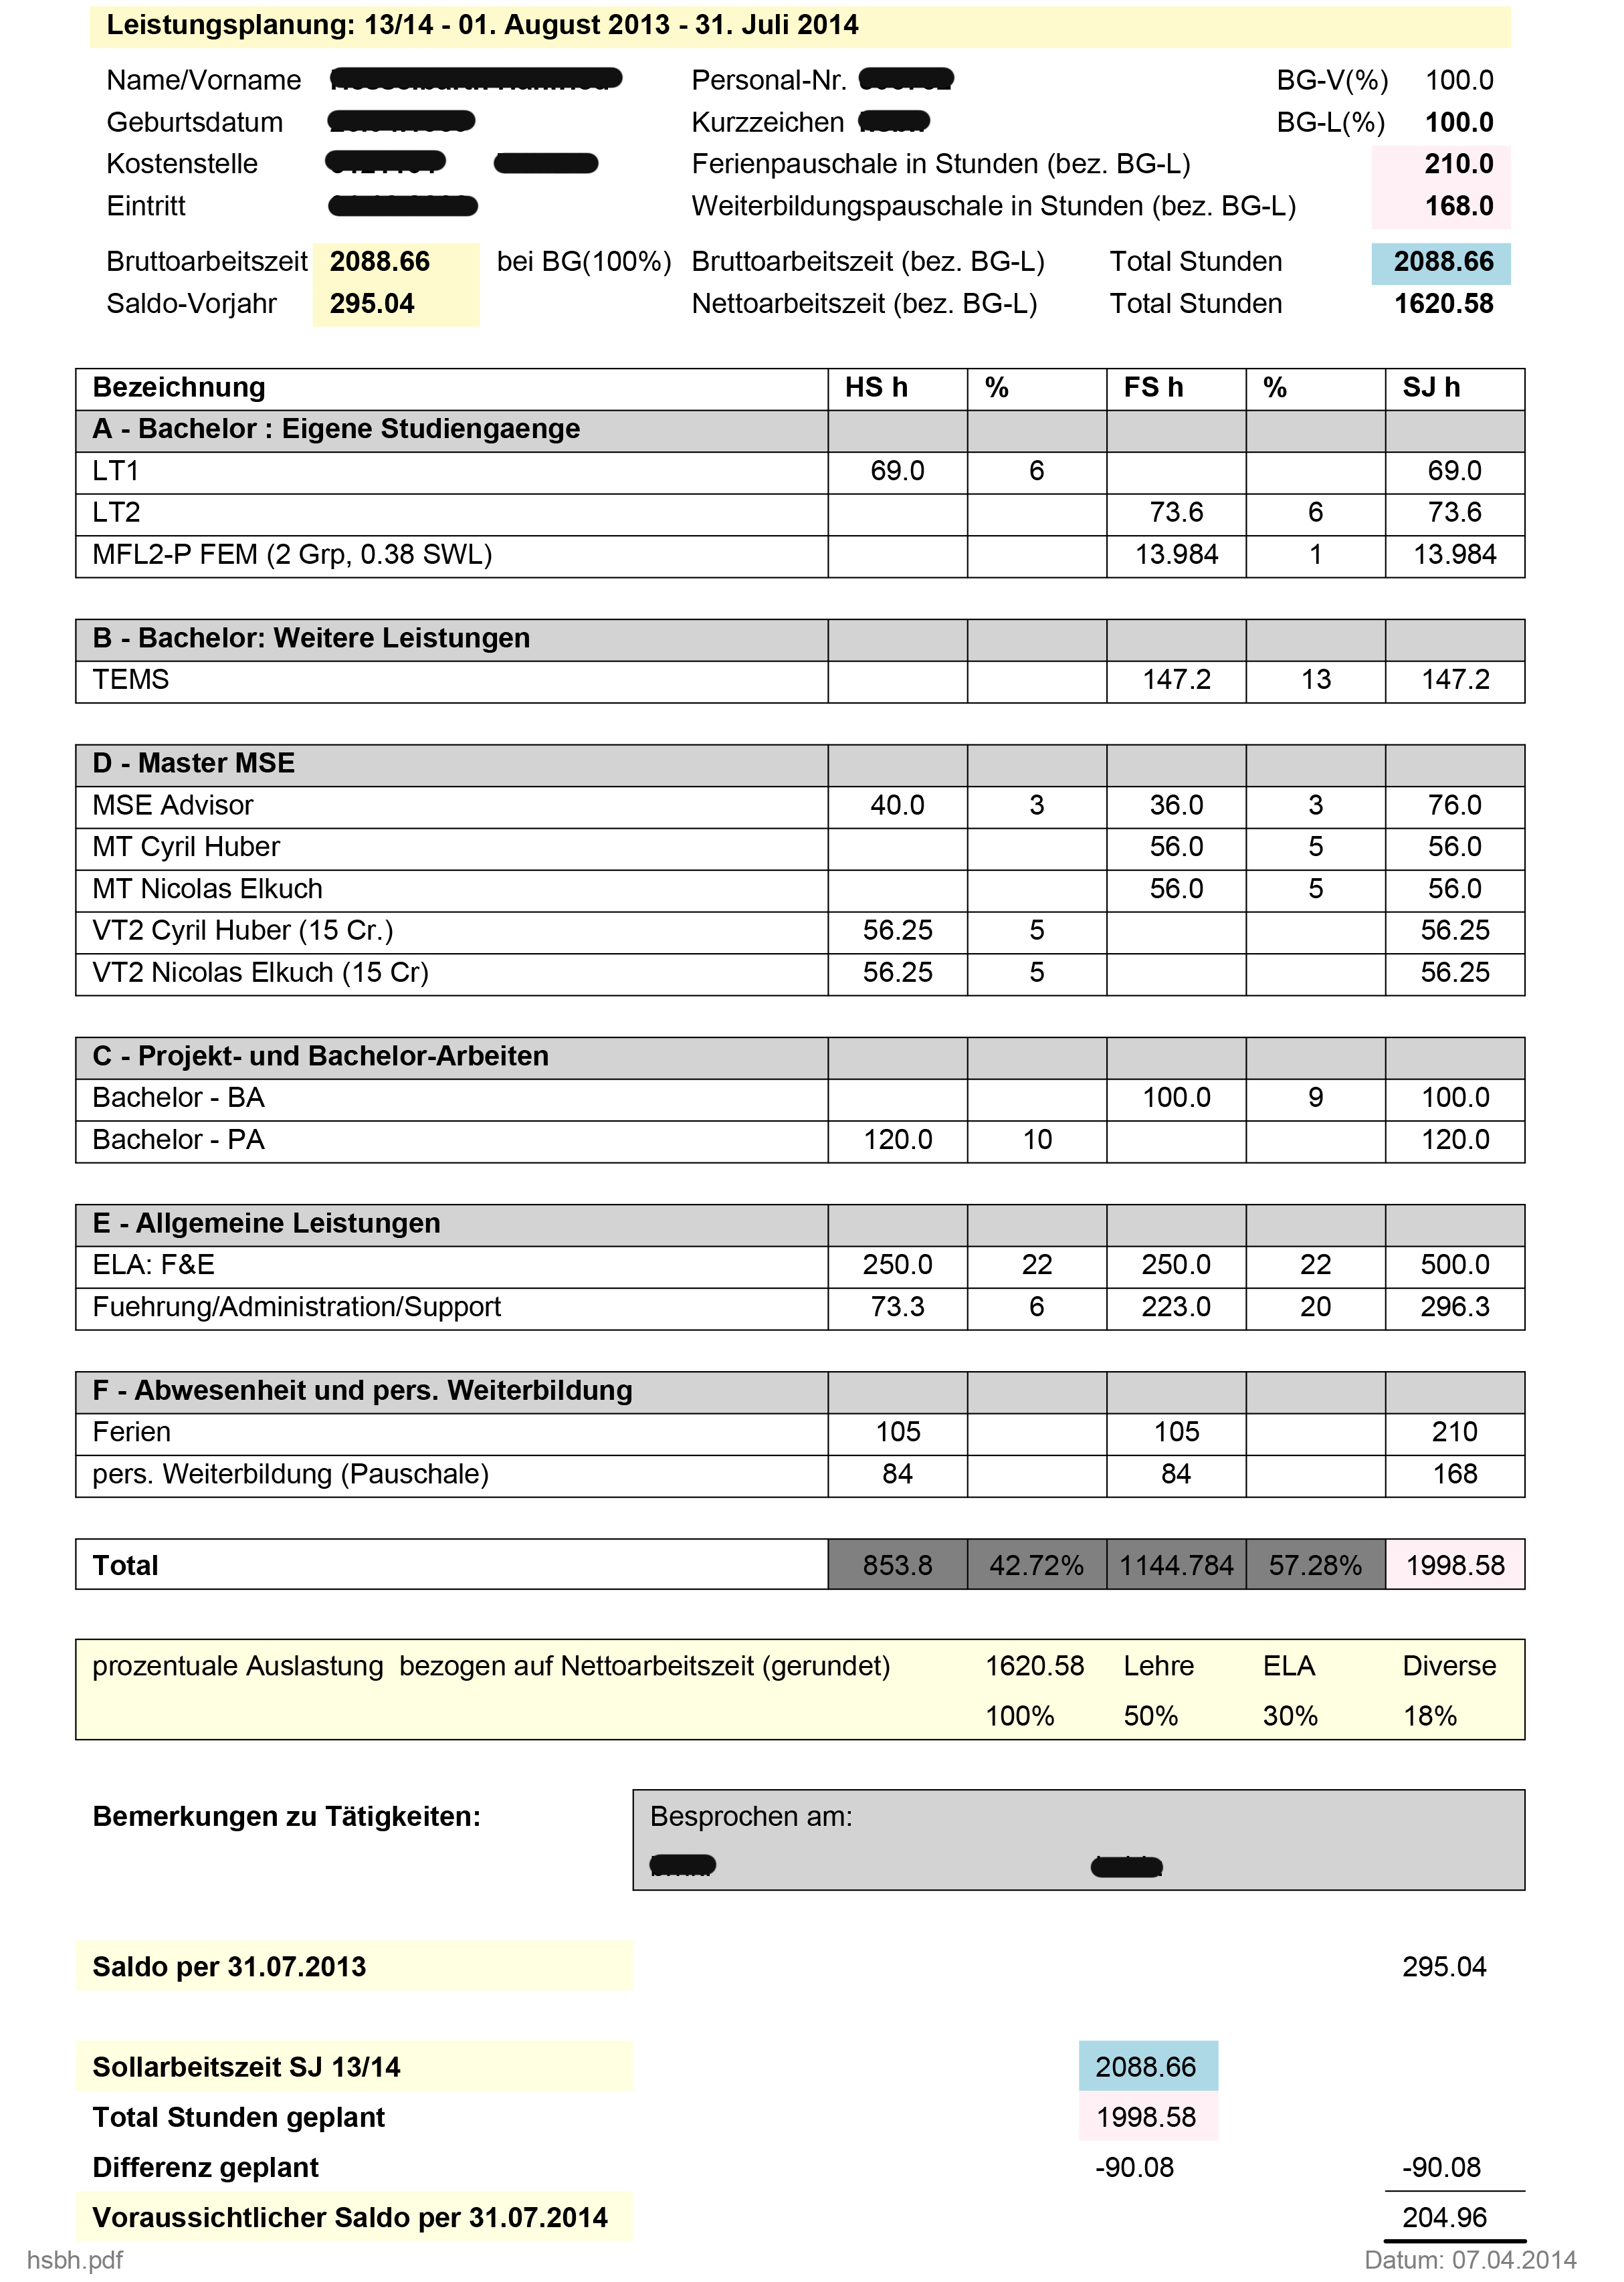 Leistungsplanung: 13/14 - 01. August 2013 - 31. Juli 2014
Name/Vorname Personal-Nr. BG-V(%) 100.0
Geburtsdatum Kurzzeichen BG-L(%) 100.0
Kostenstelle Ferienpauschale in Stunden (bez. BG-L) 210.0
Eintritt Weiterbildungspauschale in Stunden (bez. BG-L) 168.0
Bruttoarbeitszeit 2088.66 bei BG(100%) Bruttoarbeitszeit (bez. BG-L) Total Stunden 2088.66
Saldo-Vorjahr 295.04 Nettoarbeitszeit (bez. BG-L) Total Stunden 1620.58
Bezeichnung HS h % FS h % SJ h
A - Bachelor : Eigene Studiengaenge
LT1 69.0 6 69.0
LT2 73.6 6 73.6
MFL2-P FEM (2 Grp, 0.38 SWL) 13.984 1 13.984
B - Bachelor: Weitere Leistungen
TEMS 147.2 13 147.2
D - Master MSE
MSE Advisor 40.0 3 36.0 3 76.0
MT Cyril Huber 56.0 5 56.0
MT Nicolas Elkuch 56.0 5 56.0
VT2 Cyril Huber (15 Cr.) 56.25 5 56.25
VT2 Nicolas Elkuch (15 Cr) 56.25 5 56.25
C - Projekt- und Bachelor-Arbeiten
Bachelor - BA 100.0 9 100.0
Bachelor - PA 120.0 10 120.0
E - Allgemeine Leistungen
ELA: F&E 250.0 22 250.0 22 500.0
Fuehrung/Administration/Support 73.3 6 223.0 20 296.3
F - Abwesenheit und pers. Weiterbildung
Ferien 105 105 210
pers. Weiterbildung (Pauschale) 84 84 168
Total 853.8 42.72% 1144.784 57.28% 1998.58
prozentuale Auslastung bezogen auf Nettoarbeitszeit (gerundet) 1620.58 Lehre ELA Diverse
100% 50% 30% 18%
Bemerkungen zu Tätigkeiten: Besprochen am:
Saldo per 31.07.2013 295.04
Sollarbeitszeit SJ 13/14 2088.66
Total Stunden geplant 1998.58
Differenz geplant -90.08 -90.08
Voraussichtlicher Saldo per 31.07.2014 204.96
hsbh.pdf Datum: 07.04.2014